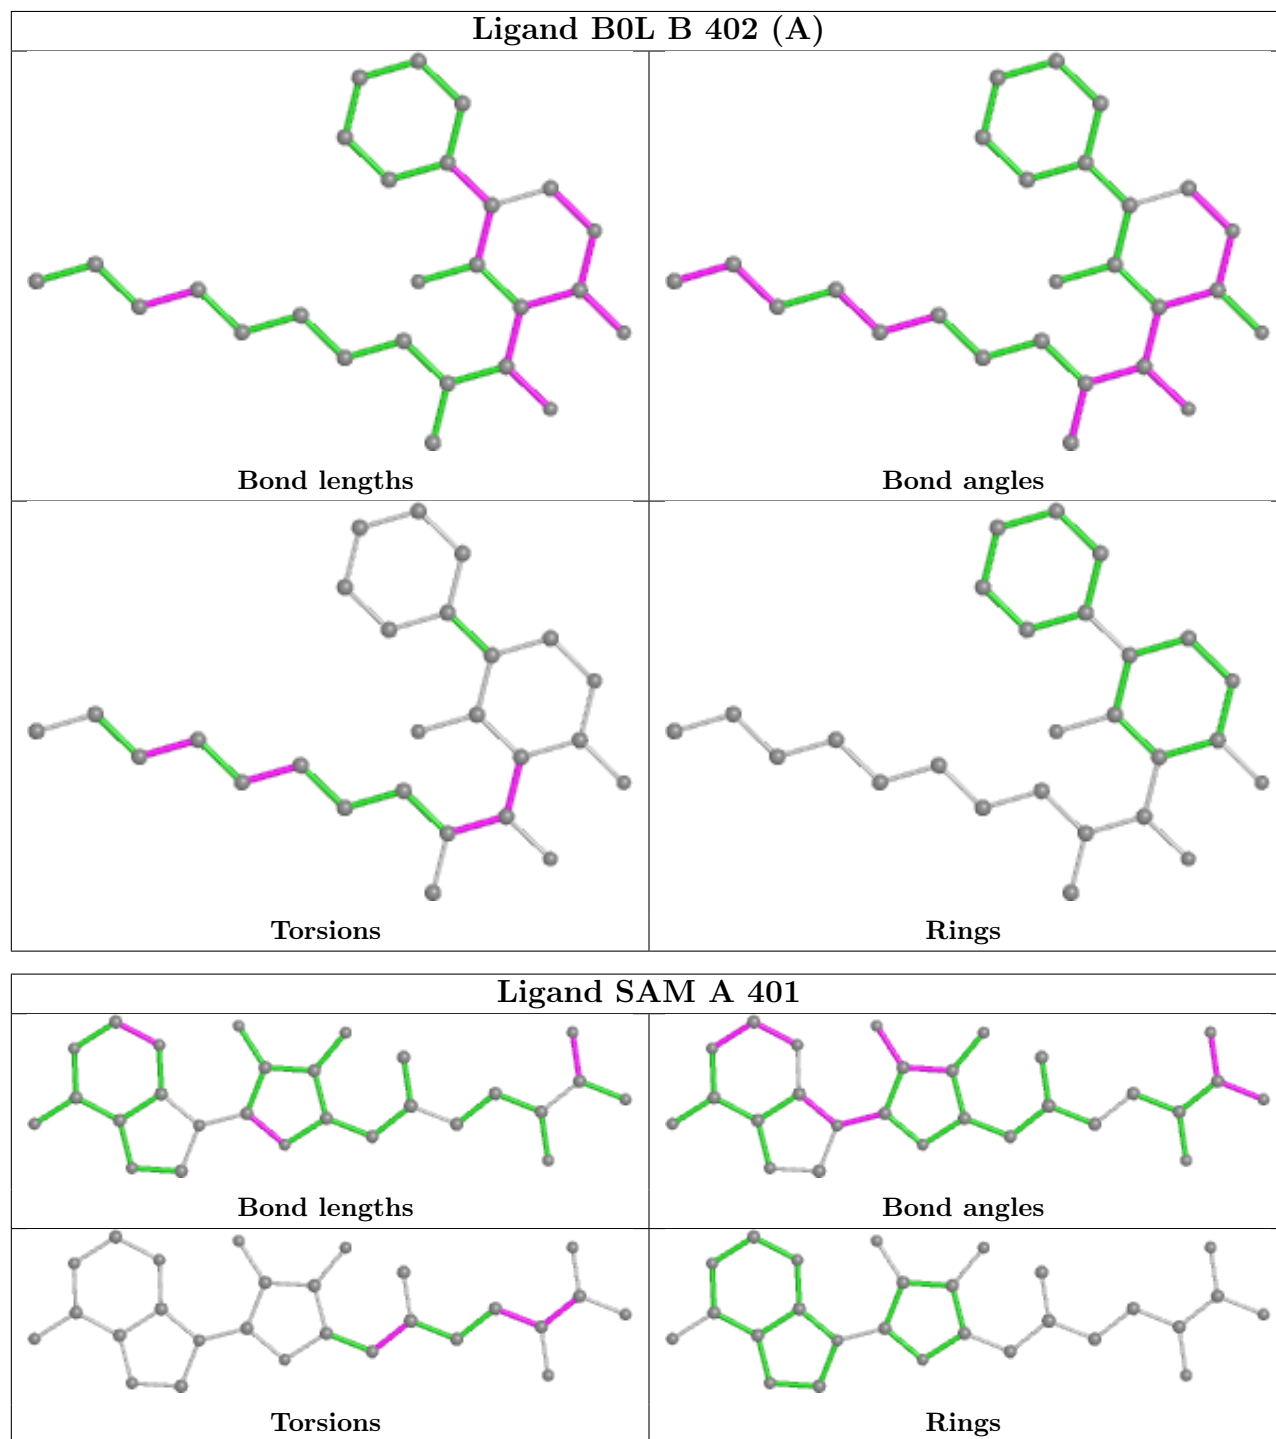 Ligand B0L B 402 (A)
Bond lengths
Bond angles
Torsions
Rings
Ligand SAM A 401
Bond lengths
Bond angles
Torsions
Rings